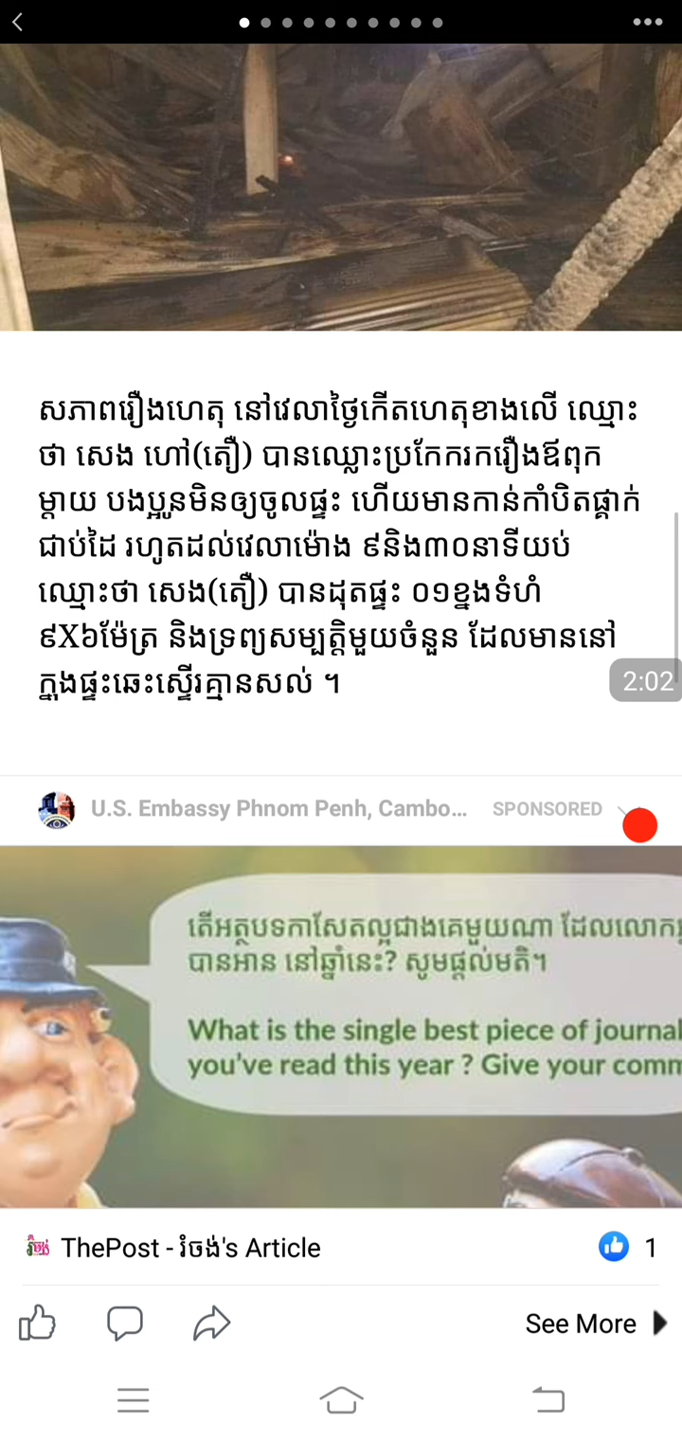 សភាពរឿងហេតុ នៅវេលាថ្ងៃកើតហេតុខាងលើ ឈ្មោះ
ថា សេង ហៅ(តឿ) បានឈ្លោះប្រកែករករឿងឪពុក
ម្តាយ បងប្អូនមិនឲ្យចូលផ្ទះ ហើយមានកាន់កាំបិតផ្គាក់
ជាប់ដៃ រហូតដល់វេលាម៉ោង ៩និង៣០នាទីយប់
ឈ្មោះថា សេង(តឿ) បានដុតផ្ទះ ០១ខ្នងទំហំ
៩X៦ម៉ែត្រ និងទ្រព្យសម្បត្តិមួយចំនួន ដែលមាននៅ
ក្នុងផ្ទះឆេះស្ទើរគ្មានសល់ ។
2:02
U.S. Embassy Phnom Penh, Cambo... SPONSORED
តើអត្ថបទកាសែតល្អជាងគេមួយណា ដែលលោក
បានអាន នៅឆ្នាំនេះ? សូមផ្តល់មតិ។
What is the single best piece of journal
you've read this year ? Give your comm
ThePost - រំចង់'s Article
1
See More